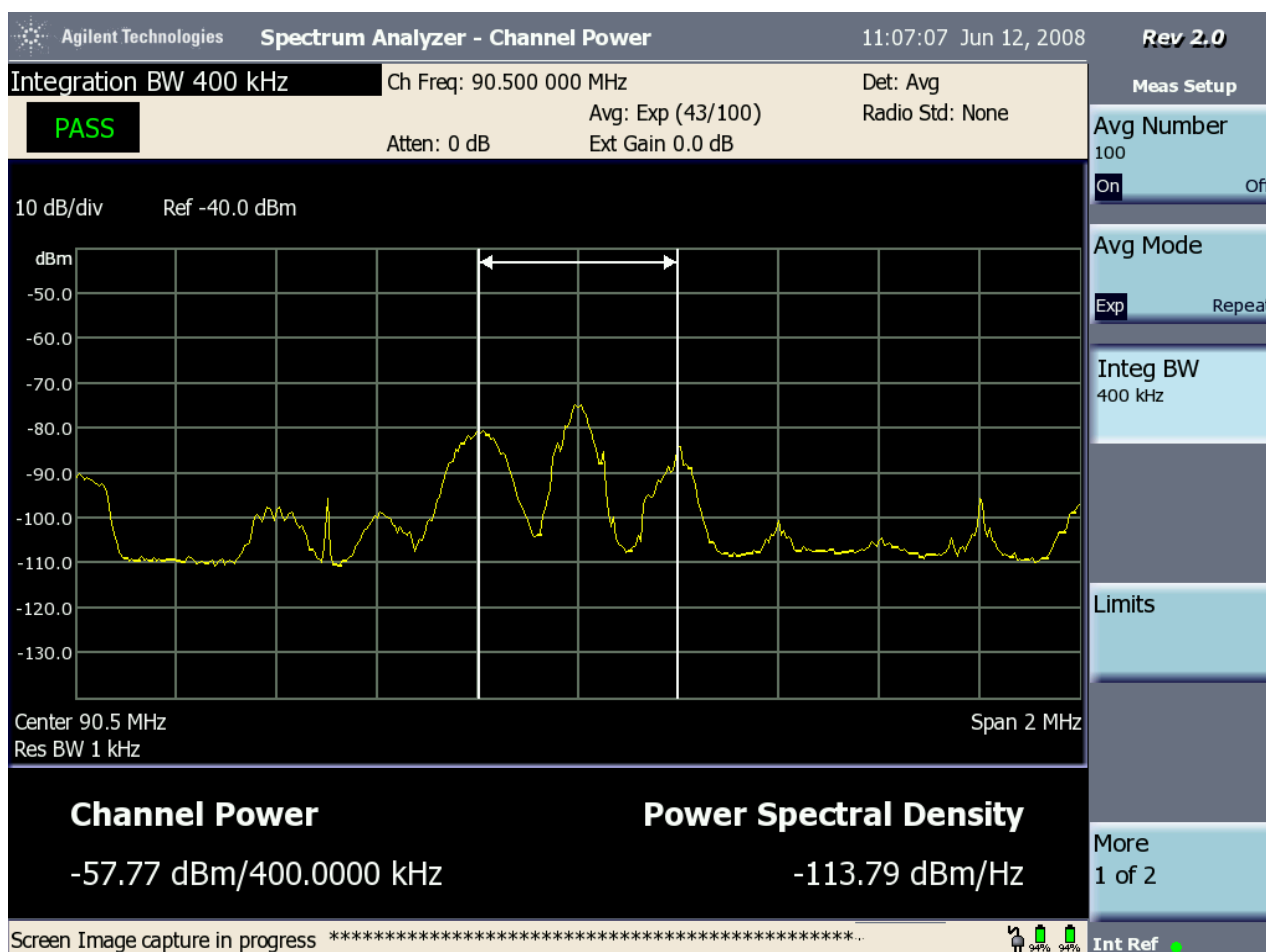 Agilent Technologies Spectrum Analyzer - Channel Power 11:07:07 Jun 12, 2008 Rev 2.0
Integration BW 400 kHz Ch Freq: 90.500 000 MHz Det: Avg
PASS Avg: Exp (43/100) Radio Std: None
Atten: 0 dB Ext Gain 0.0 dB
10 dB/div Ref -40.0 dBm
dBm
-50.0
-60.0
-70.0
-80.0
-90.0
-100.0
-110.0
-120.0
-130.0
Center 90.5 MHz Span 2 MHz
Res BW 1 kHz
Channel Power Power Spectral Density
-57.77 dBm/400.0000 kHz -113.79 dBm/Hz
Screen Image capture in progress ***********************************************..
94% 94%
Meas Setup
Avg Number
100
On Of
Avg Mode
Exp Repeat
Integ BW
400 kHz
Limits
More
1 of 2
Int Ref